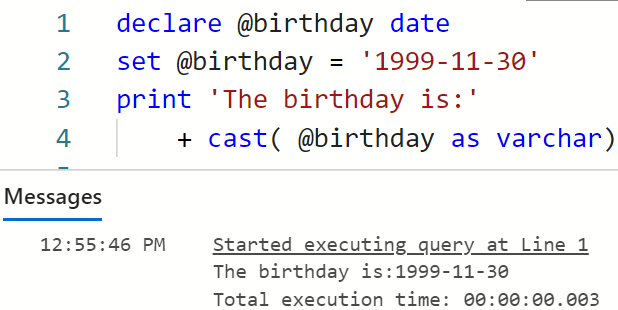 1 declare @birthday date
2 set @birthday = '1999-11-30'
3 print 'The birthday is:'
4 + cast( @birthday as varchar)
Messages
12:55:46 PM Started executing query at Line 1
The birthday is:1999-11-30
Total execution time: 00:00:00.003